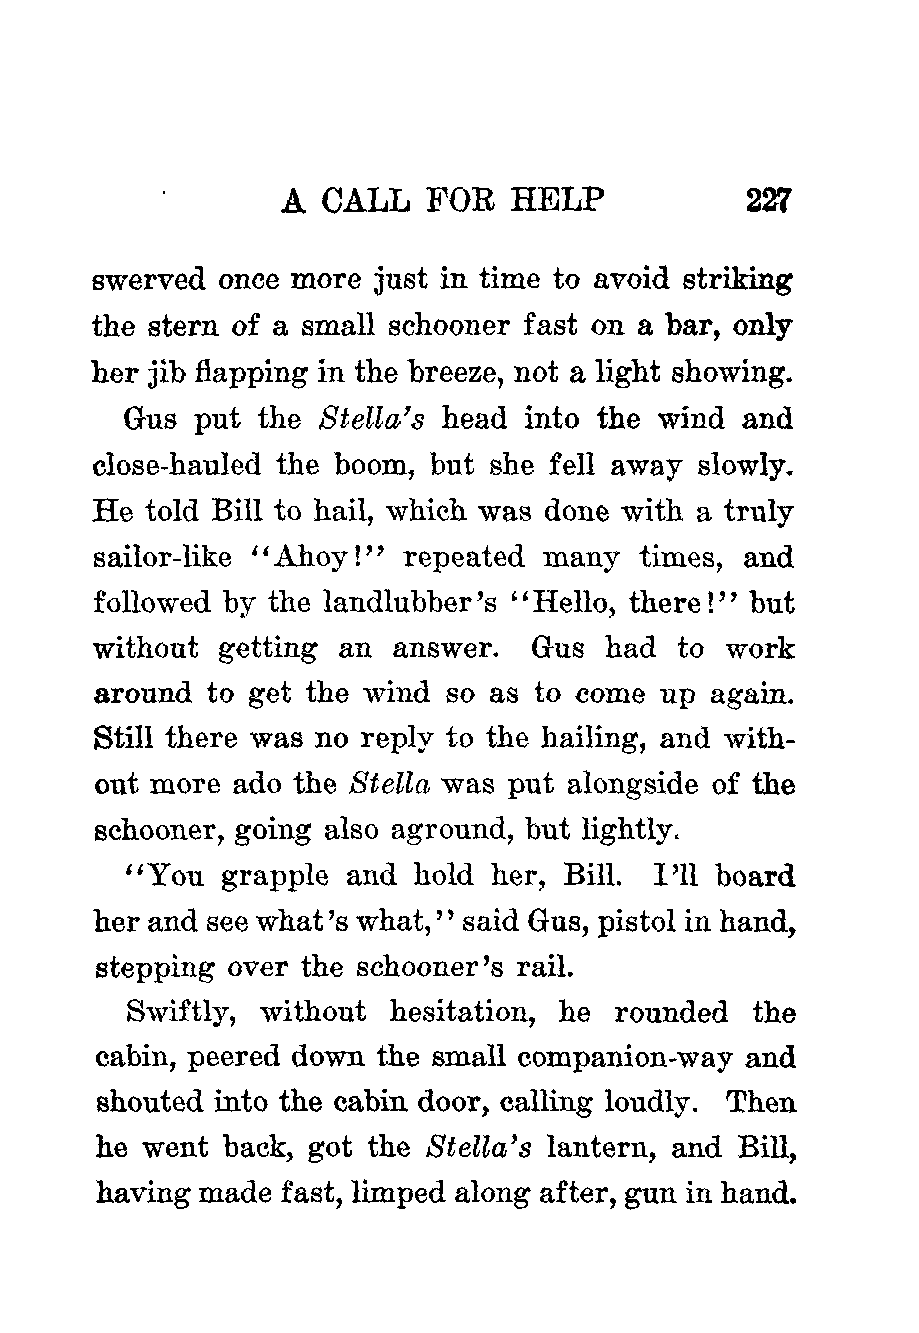 A CALL FOR HELP 227
swerved once more just in time to avoid striking
the stern of a small schooner fast on a bar, only
her jib flapping in the breeze, not a light showing.
Gus put the Stella's head into the wind and
close-hauled the boom, but she fell away slowly.
He told Bill to hail, which was done with a truly
sailor-like "Ahoy!" repeated many times, and
followed by the landlubber's "Hello, there!" but
without getting an answer. Gus had to work
around to get the wind so as to come up again.
Still there was no reply to the hailing, and with-
out more ado the Stella was put alongside of the
schooner, going also aground, but lightly.
"You grapple and hold her, Bill. I'll board
her and see what's what," said Gus, pistol in hand,
stepping over the schooner's rail.
Swiftly, without hesitation, he rounded the
cabin, peered down the small companion-way and
shouted into the cabin door, calling loudly. Then
he went back, got the Stella's lantern, and Bill,
having made fast, limped along after, gun in hand.